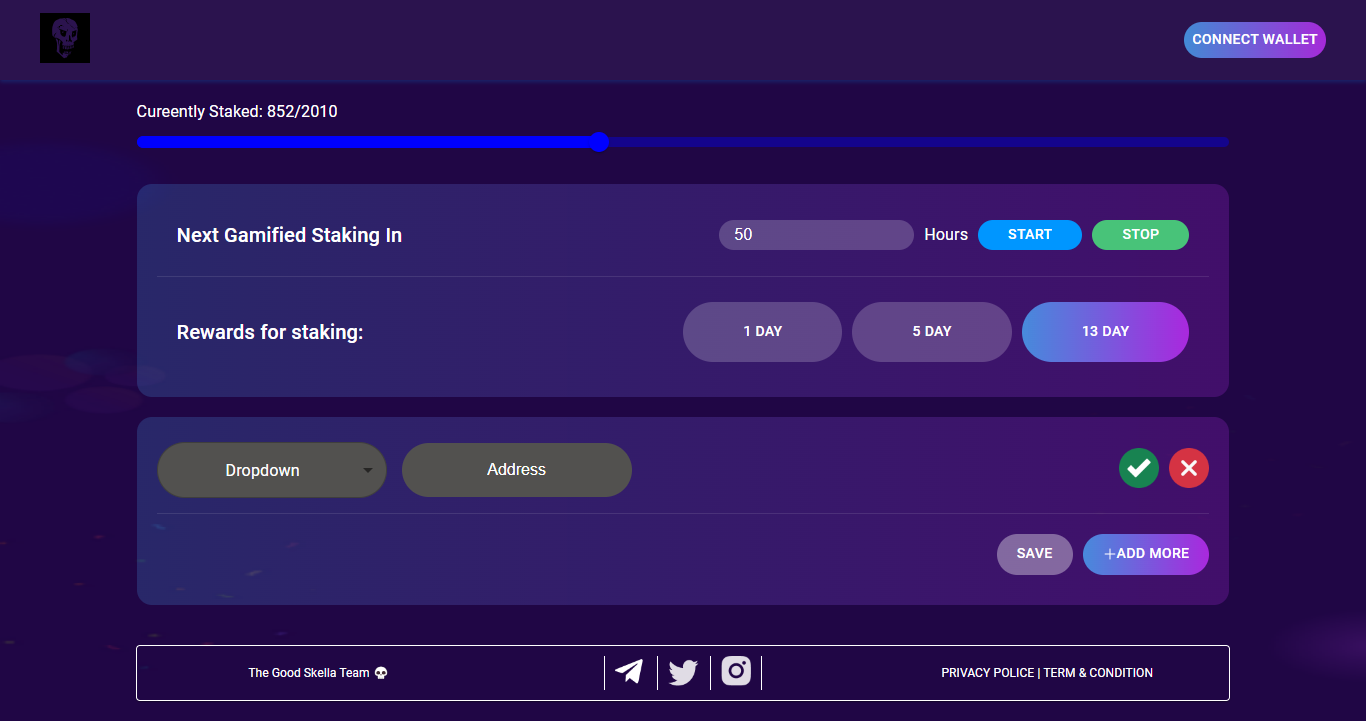 CONNECT WALLET
Cureently Staked: 852/2010
Next Gamified Staking In 50 Hours START STOP
Rewards for staking: 1 DAY 5 DAY 13 DAY
Dropdown Address
SAVE +ADD MORE
The Good Skella Team PRIVACY POLICE | TERM & CONDITION